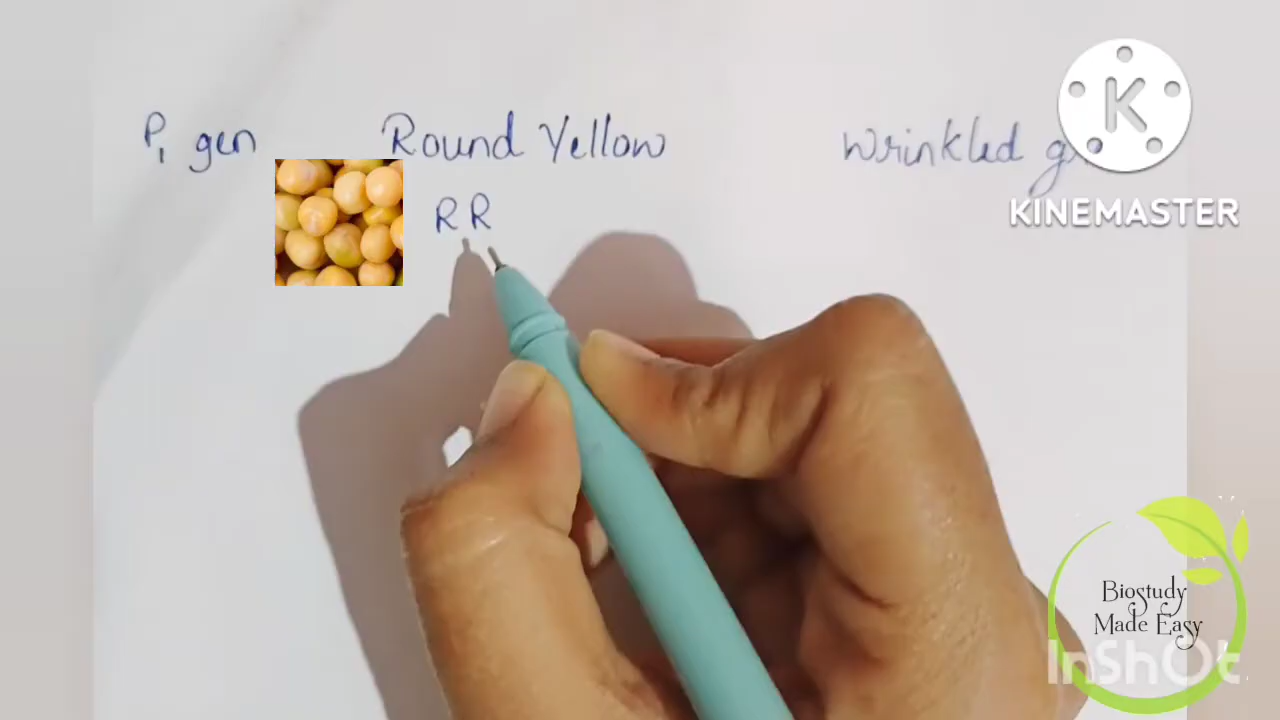 P1 gen Round Yellow wrinkled
RR
KINEMASTER
Biostudy
Made Easy
InShOt